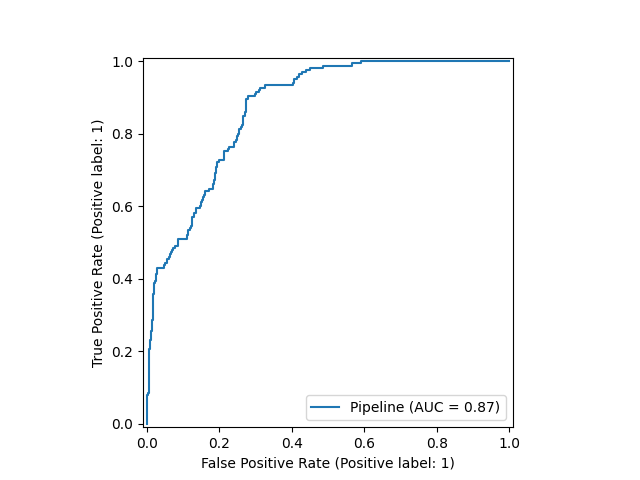 1.0
0.8
0.6
0.4
0.2
0.0
True Positive Rate (Positive label: 1)
Pipeline (AUC = 0.87)
0.0 0.2 0.4 0.6 0.8 1.0
False Positive Rate (Positive label: 1)